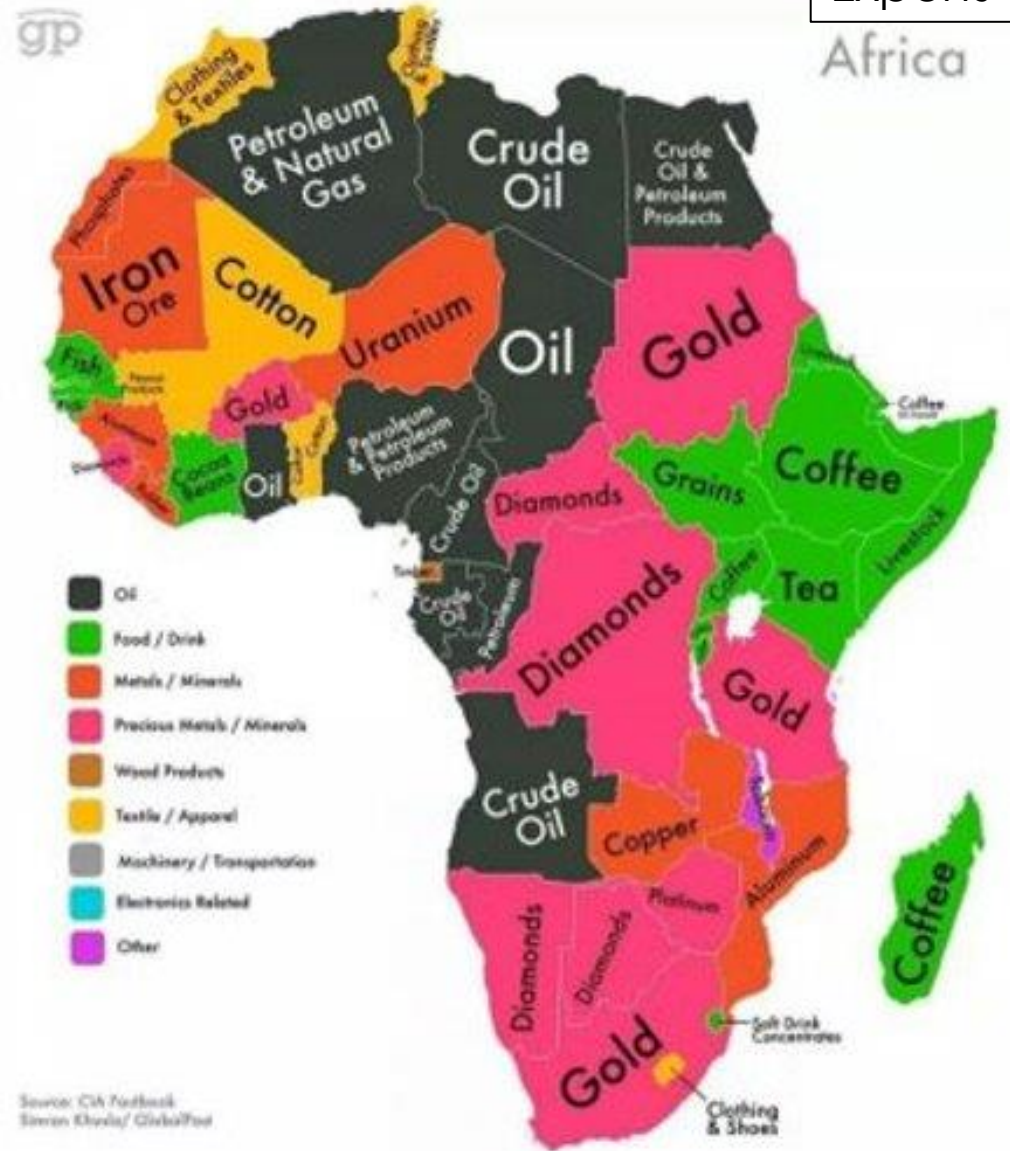 gp
Africa
Clothing
& Textiles
Clothing
& Textiles
Petroleum
& Natural
Gas
Crude
Oil
Crude
Oil &
Petroleum
Products
Phosphates
Iron
Ore
Cotton
Uranium
Oil
Gold
Fish
Gold
Cocoa
Beans
Oil
Cotton
Petroleum
& Petroleum
Products
Crude Oil
Diamonds
Grains
Coffee
Coffee
Livestock
Timber
Crude
Oil
Petroleum
Diamonds
Coffee
Tea
Gold
Crude
Oil
Copper
Aluminum
Platinum
Diamonds
Diamonds
Coffee
Gold
Soft Drink
Concentrates
Clothing
& Shoes
Oil
Food / Drink
Metals / Minerals
Precious Metals / Minerals
Wood Products
Textile / Apparel
Machinery / Transportation
Electronics Related
Other
Source: CIA Factbook
Simran Khosla/ GlobalPost